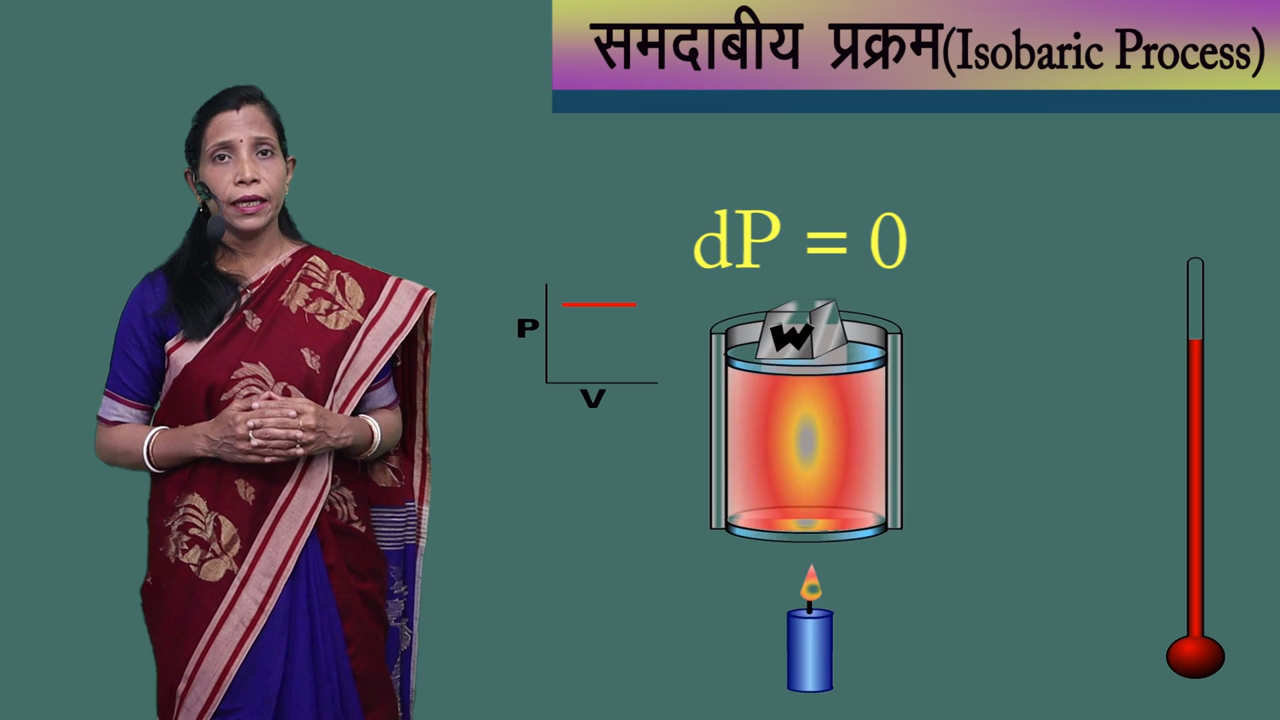 समदाबीय प्रक्रम(Isobaric Process)
dP = 0
P
V
W